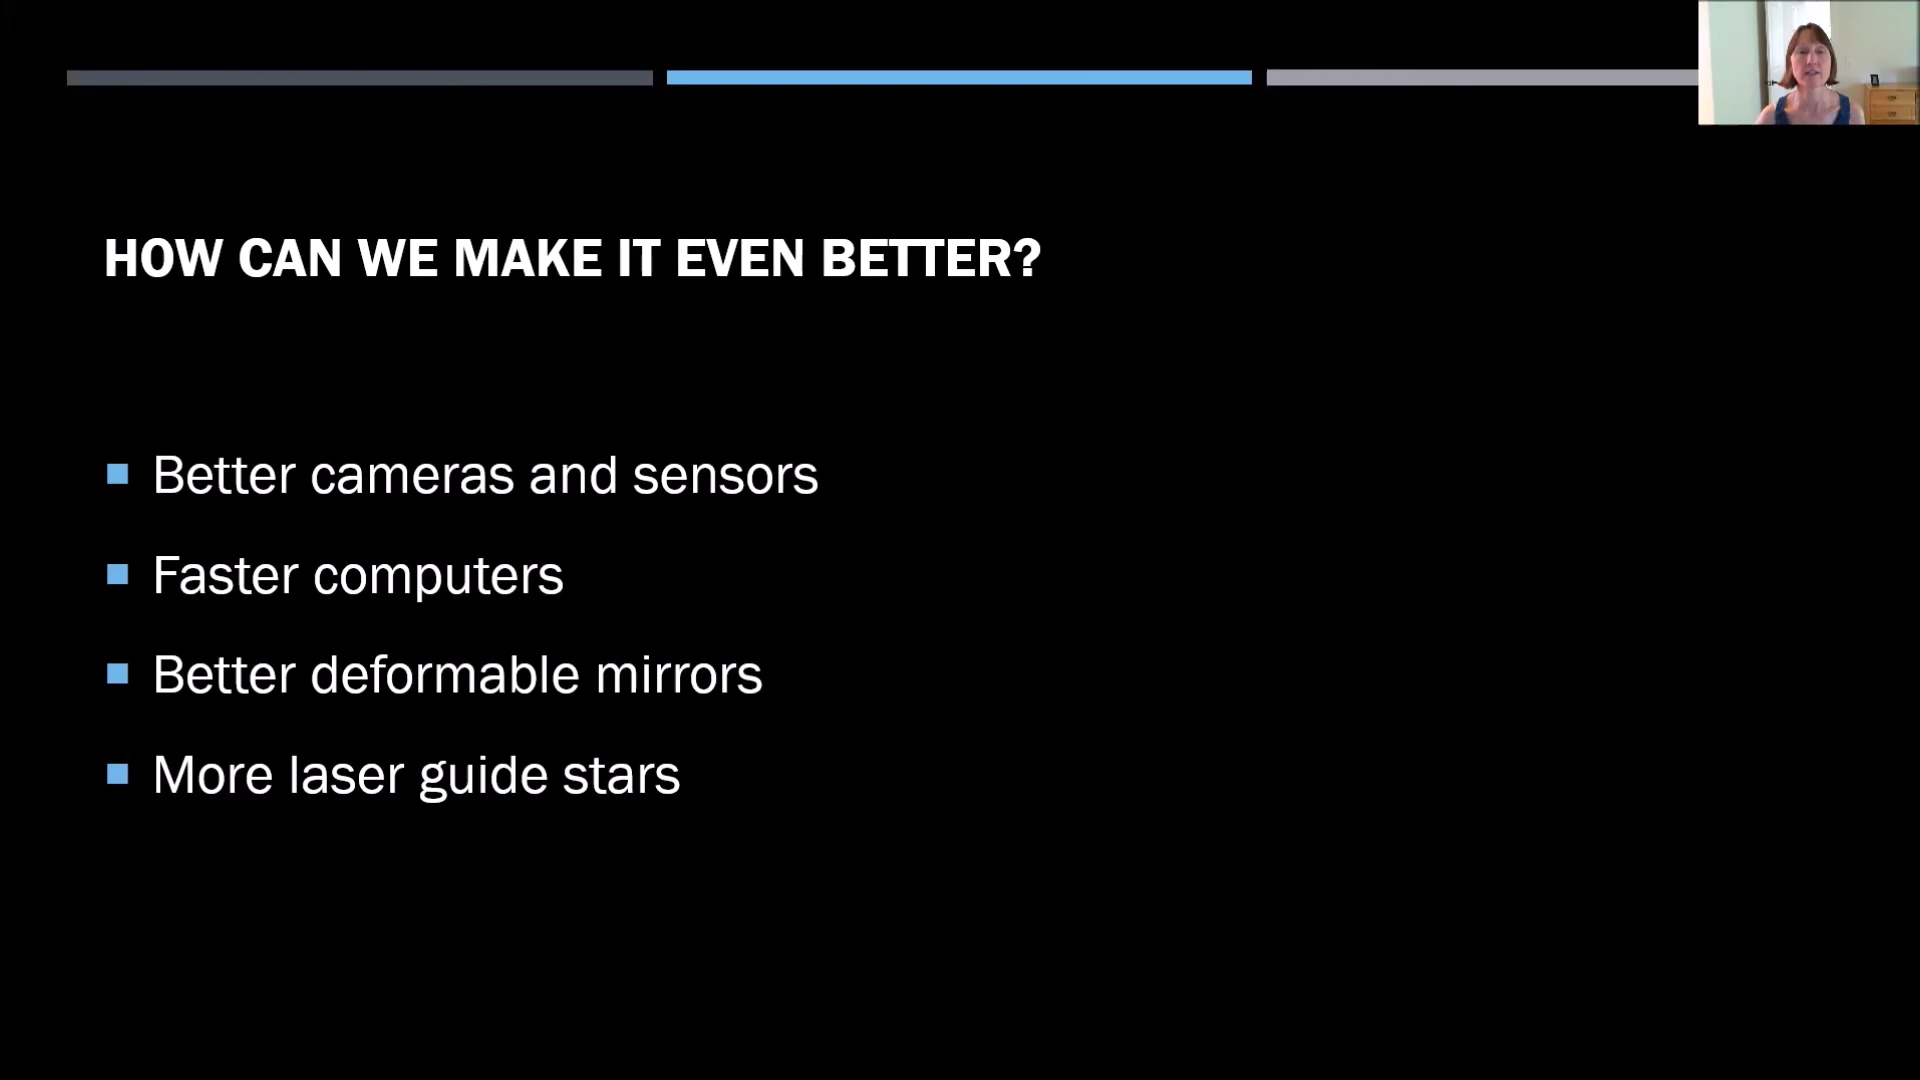 HOW CAN WE MAKE IT EVEN BETTER?
Better cameras and sensors
Faster computers
Better deformable mirrors
More laser guide stars